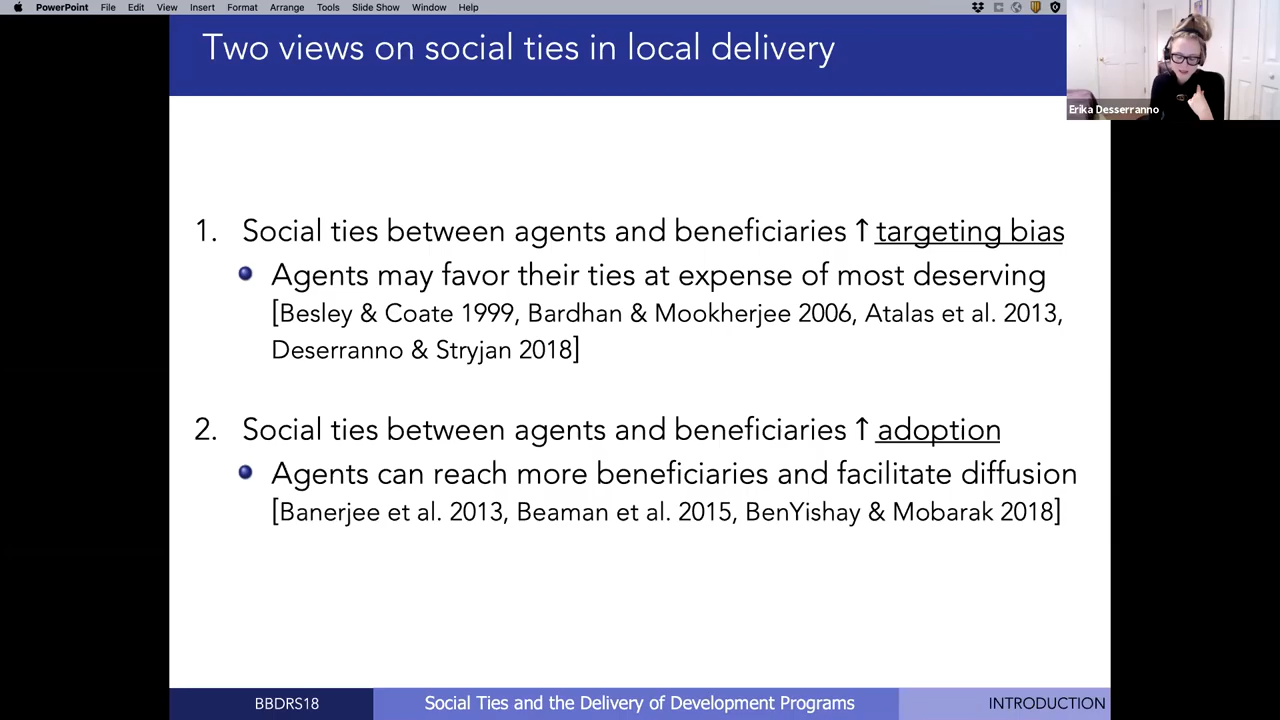 PowerPoint File Edit View Insert Format Arrange Tools Slide Show Window Help
Two views on social ties in local delivery
Erika Desserranno
1. Social ties between agents and beneficiaries ↑ targeting bias
Agents may favor their ties at expense of most deserving
[Besley & Coate 1999, Bardhan & Mookherjee 2006, Atalas et al. 2013,
Deserranno & Stryjan 2018]
2. Social ties between agents and beneficiaries ↑ adoption
Agents can reach more beneficiaries and facilitate diffusion
[Banerjee et al. 2013, Beaman et al. 2015, BenYishay & Mobarak 2018]
BBDRS18 Social Ties and the Delivery of Development Programs INTRODUCTION